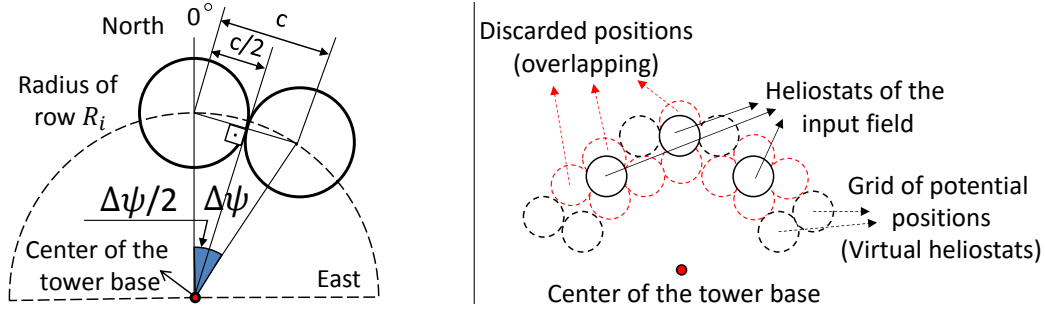 North
0°
c
c/2
Radius of
row R_i
Δψ/2
Δψ
Center of the
tower base
East
Discarded positions
(overlapping)
Heliostats of the
input field
Grid of potential
positions
(Virtual heliostats)
Center of the tower base